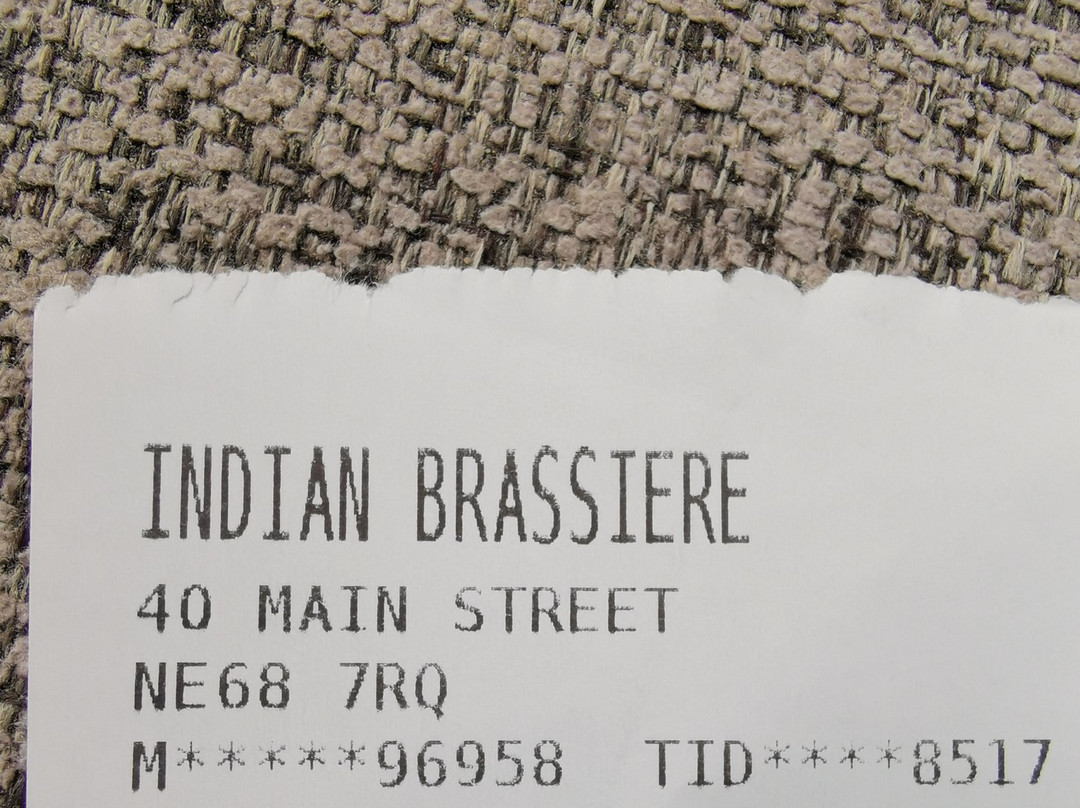 INDIAN BRASSIERE
40 MAIN STREET
NE68 7RQ
M*****96958 TID****8517